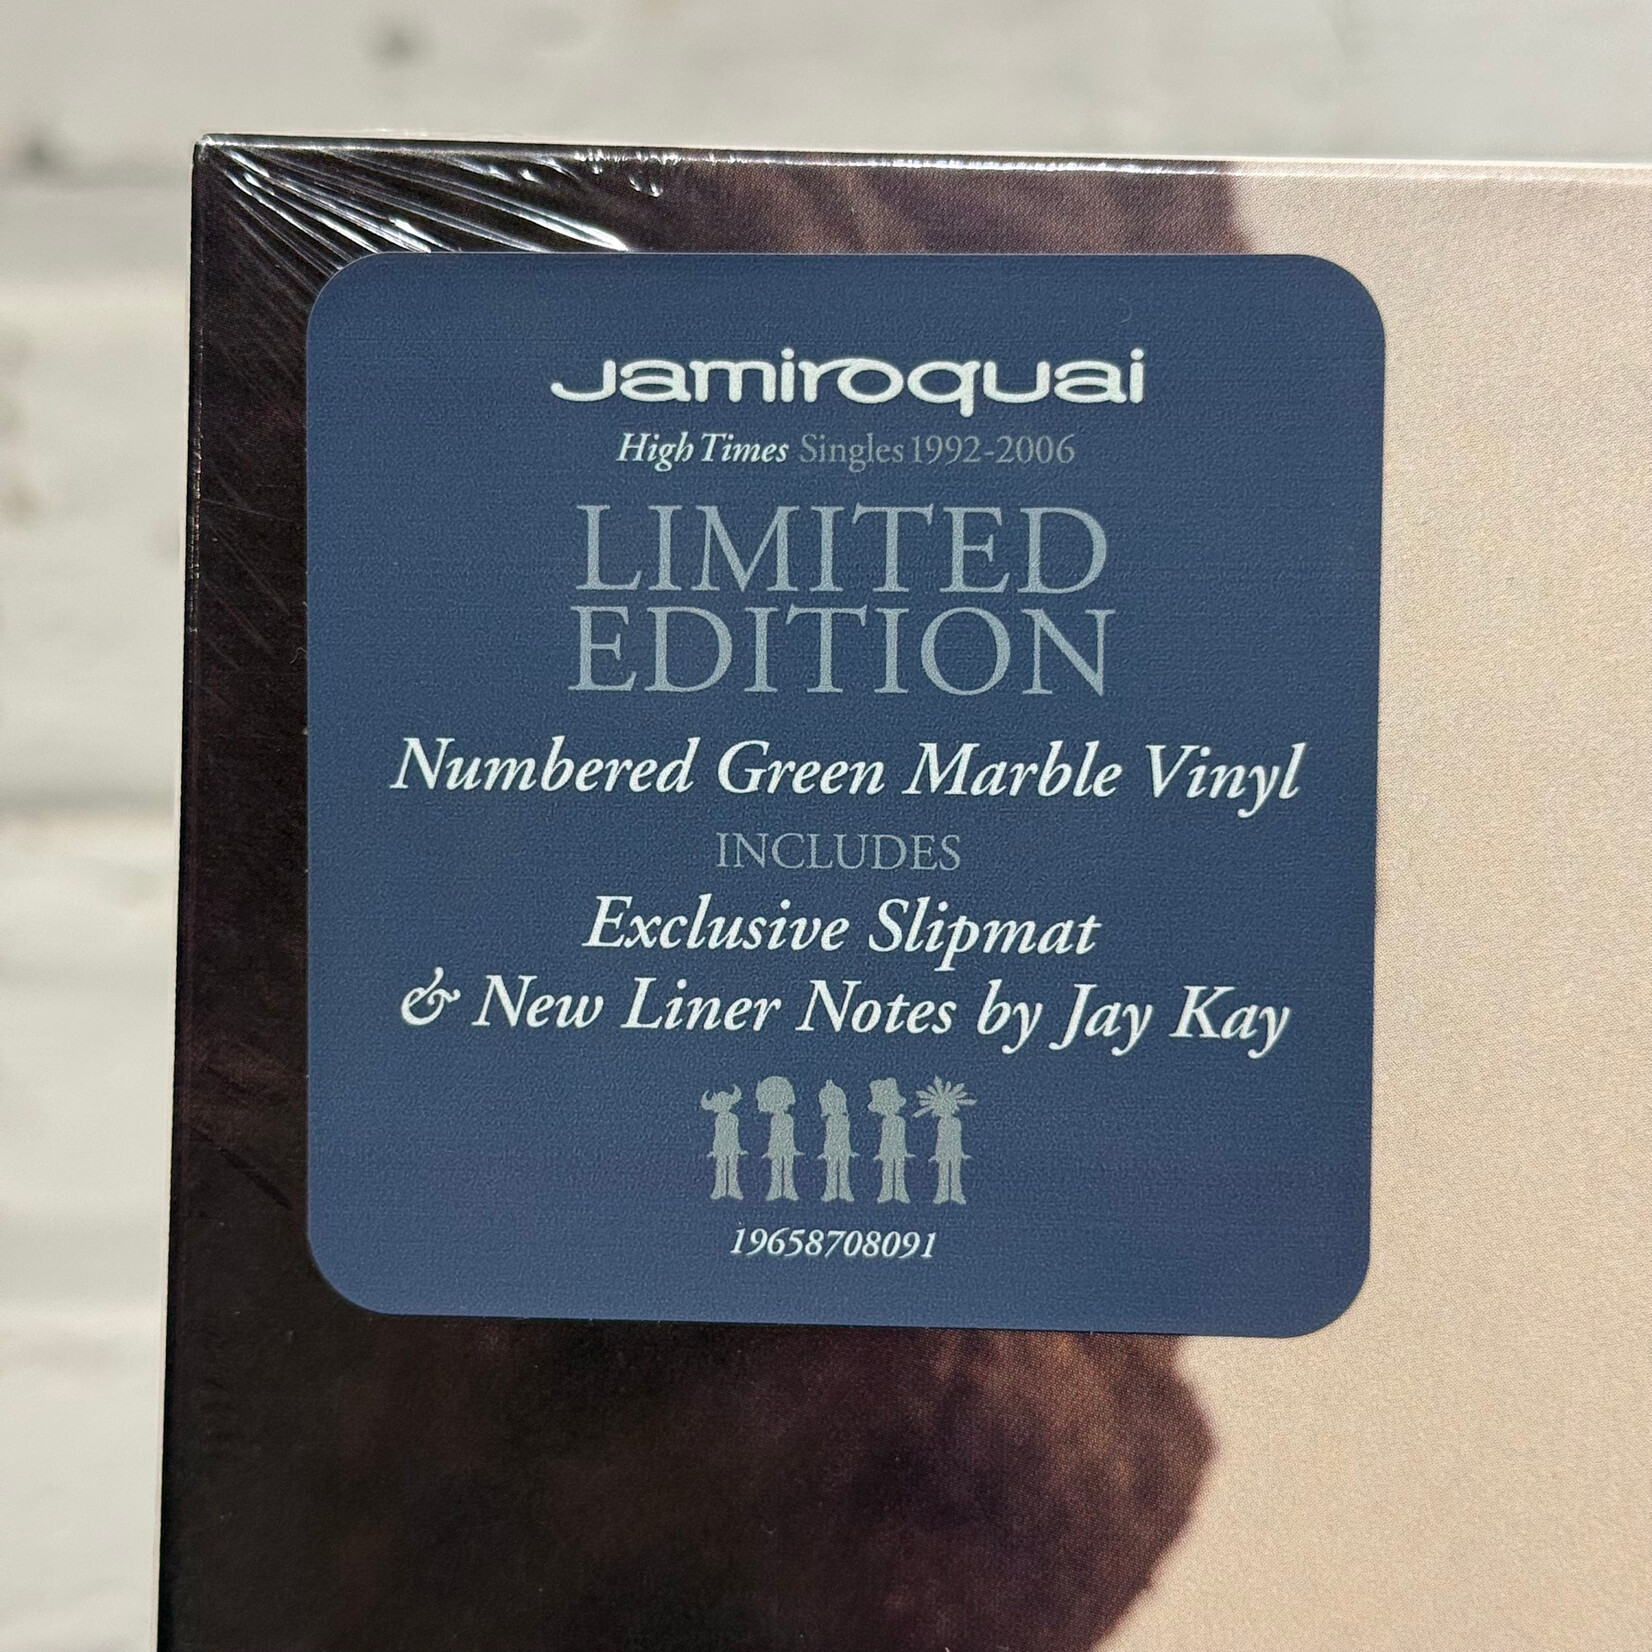 Jamiroquai
High Times Singles 1992-2006
LIMITED
EDITION
Numbered Green Marble Vinyl
INCLUDES
Exclusive Slipmat
& New Liner Notes by Jay Kay
19658708091